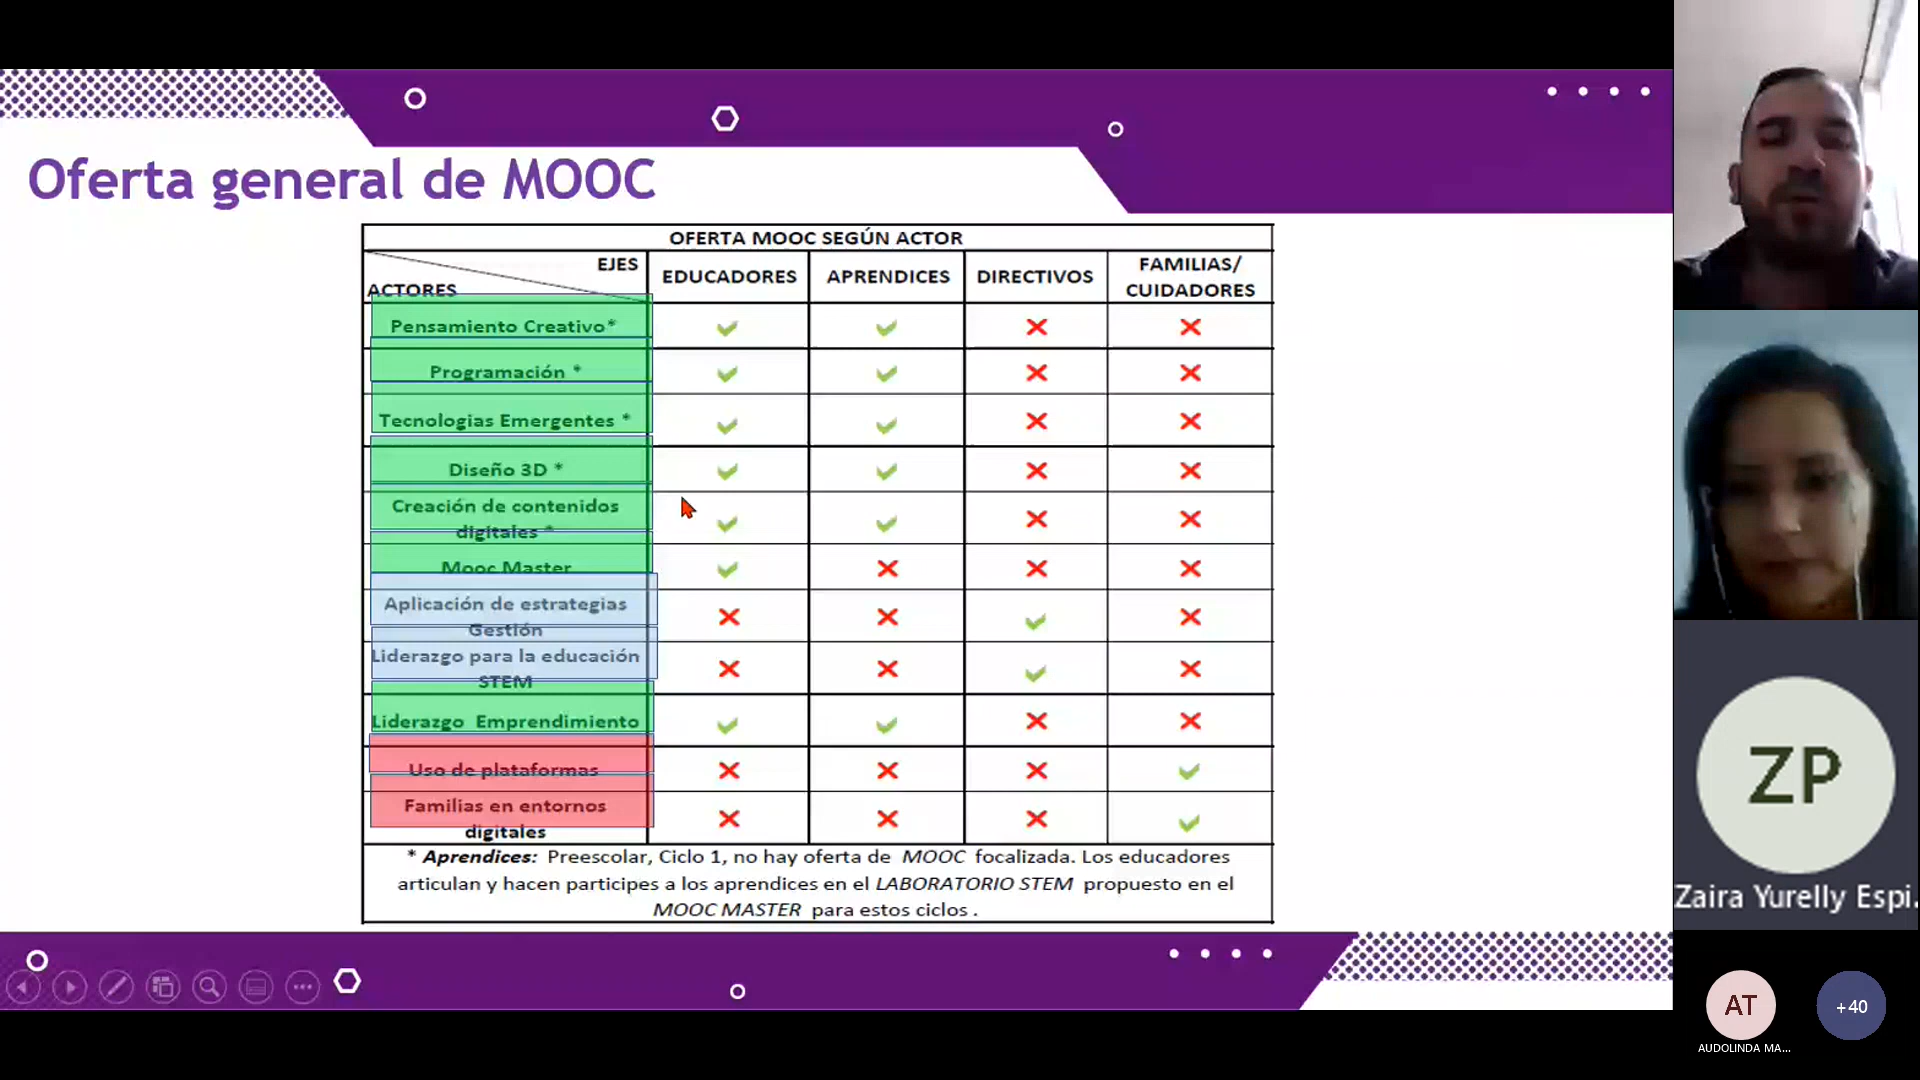 Oferta general de MOOC
OFERTA MOOC SEGÚN ACTOR
EJES
ACTORES
EDUCADORES
APRENDICES
DIRECTIVOS
FAMILIAS/
CUIDADORES
Pensamiento Creativo*
Programación *
Tecnologias Emergentes *
Diseño 3D *
Creación de contenidos
digitales *
Mooc Master
Aplicación de estrategias
Gestión
Liderazgo para la educación
STEM
Liderazgo Emprendimiento
Uso de plataformas
Familias en entornos
digitales
* Aprendices: Preescolar, Ciclo 1, no hay oferta de MOOC focalizada. Los educadores
articulan y hacen participes a los aprendices en el LABORATORIO STEM propuesto en el
MOOC MASTER para estos ciclos .
ZP
Zaira Yurelly Espi...
AT
+40
AUDOLINDA MA...